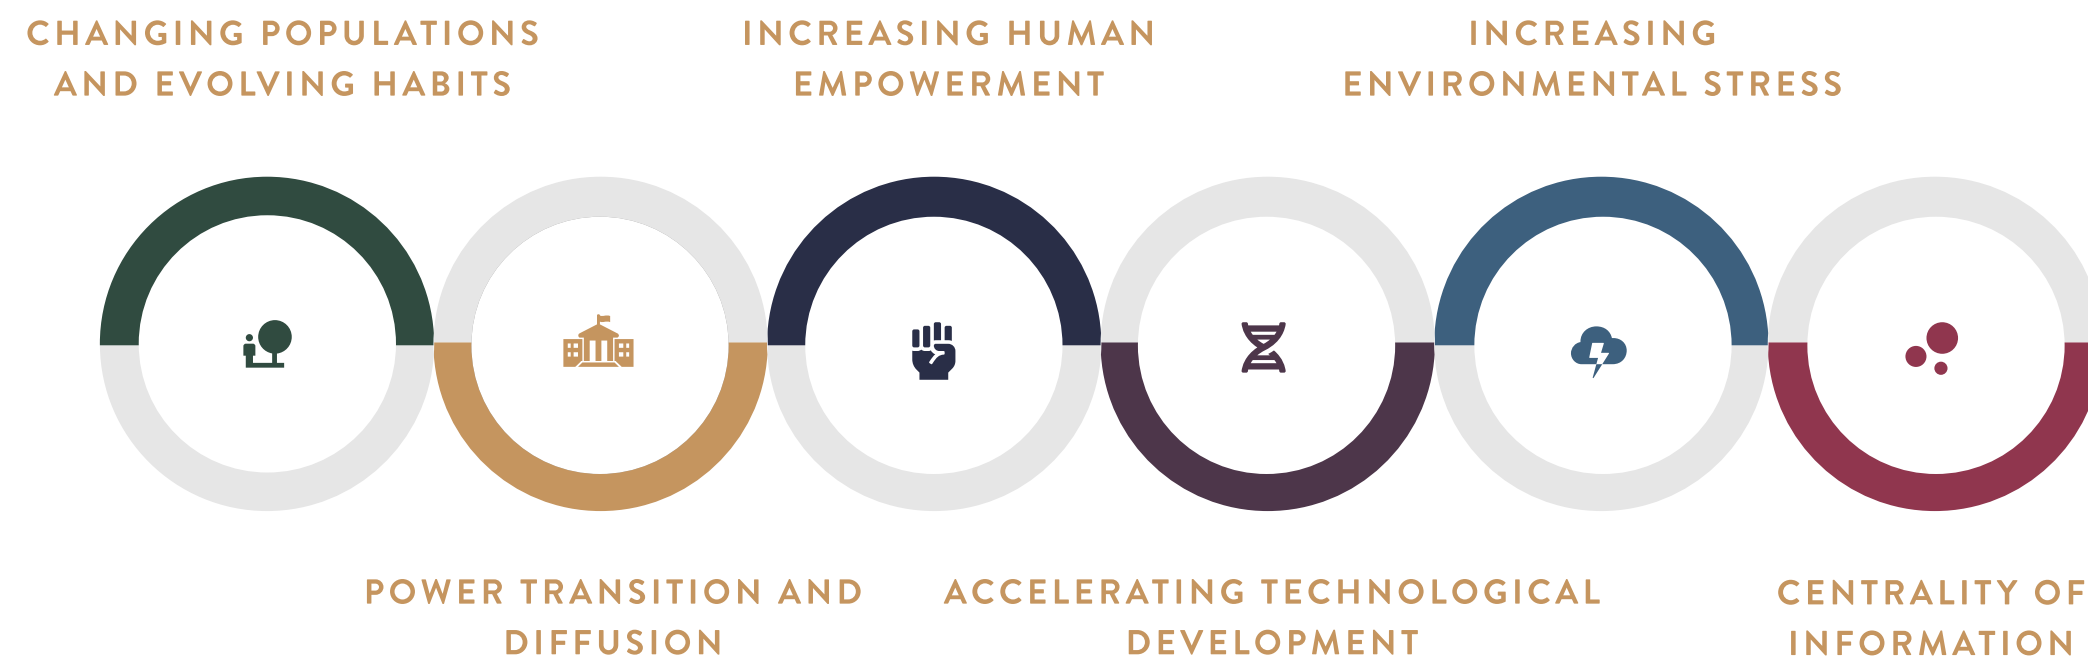 CHANGING POPULATIONS
AND EVOLVING HABITS
INCREASING HUMAN
EMPOWERMENT
INCREASING
ENVIRONMENTAL STRESS
POWER TRANSITION AND
DIFFUSION
ACCELERATING TECHNOLOGICAL
DEVELOPMENT
CENTRALITY OF
INFORMATION